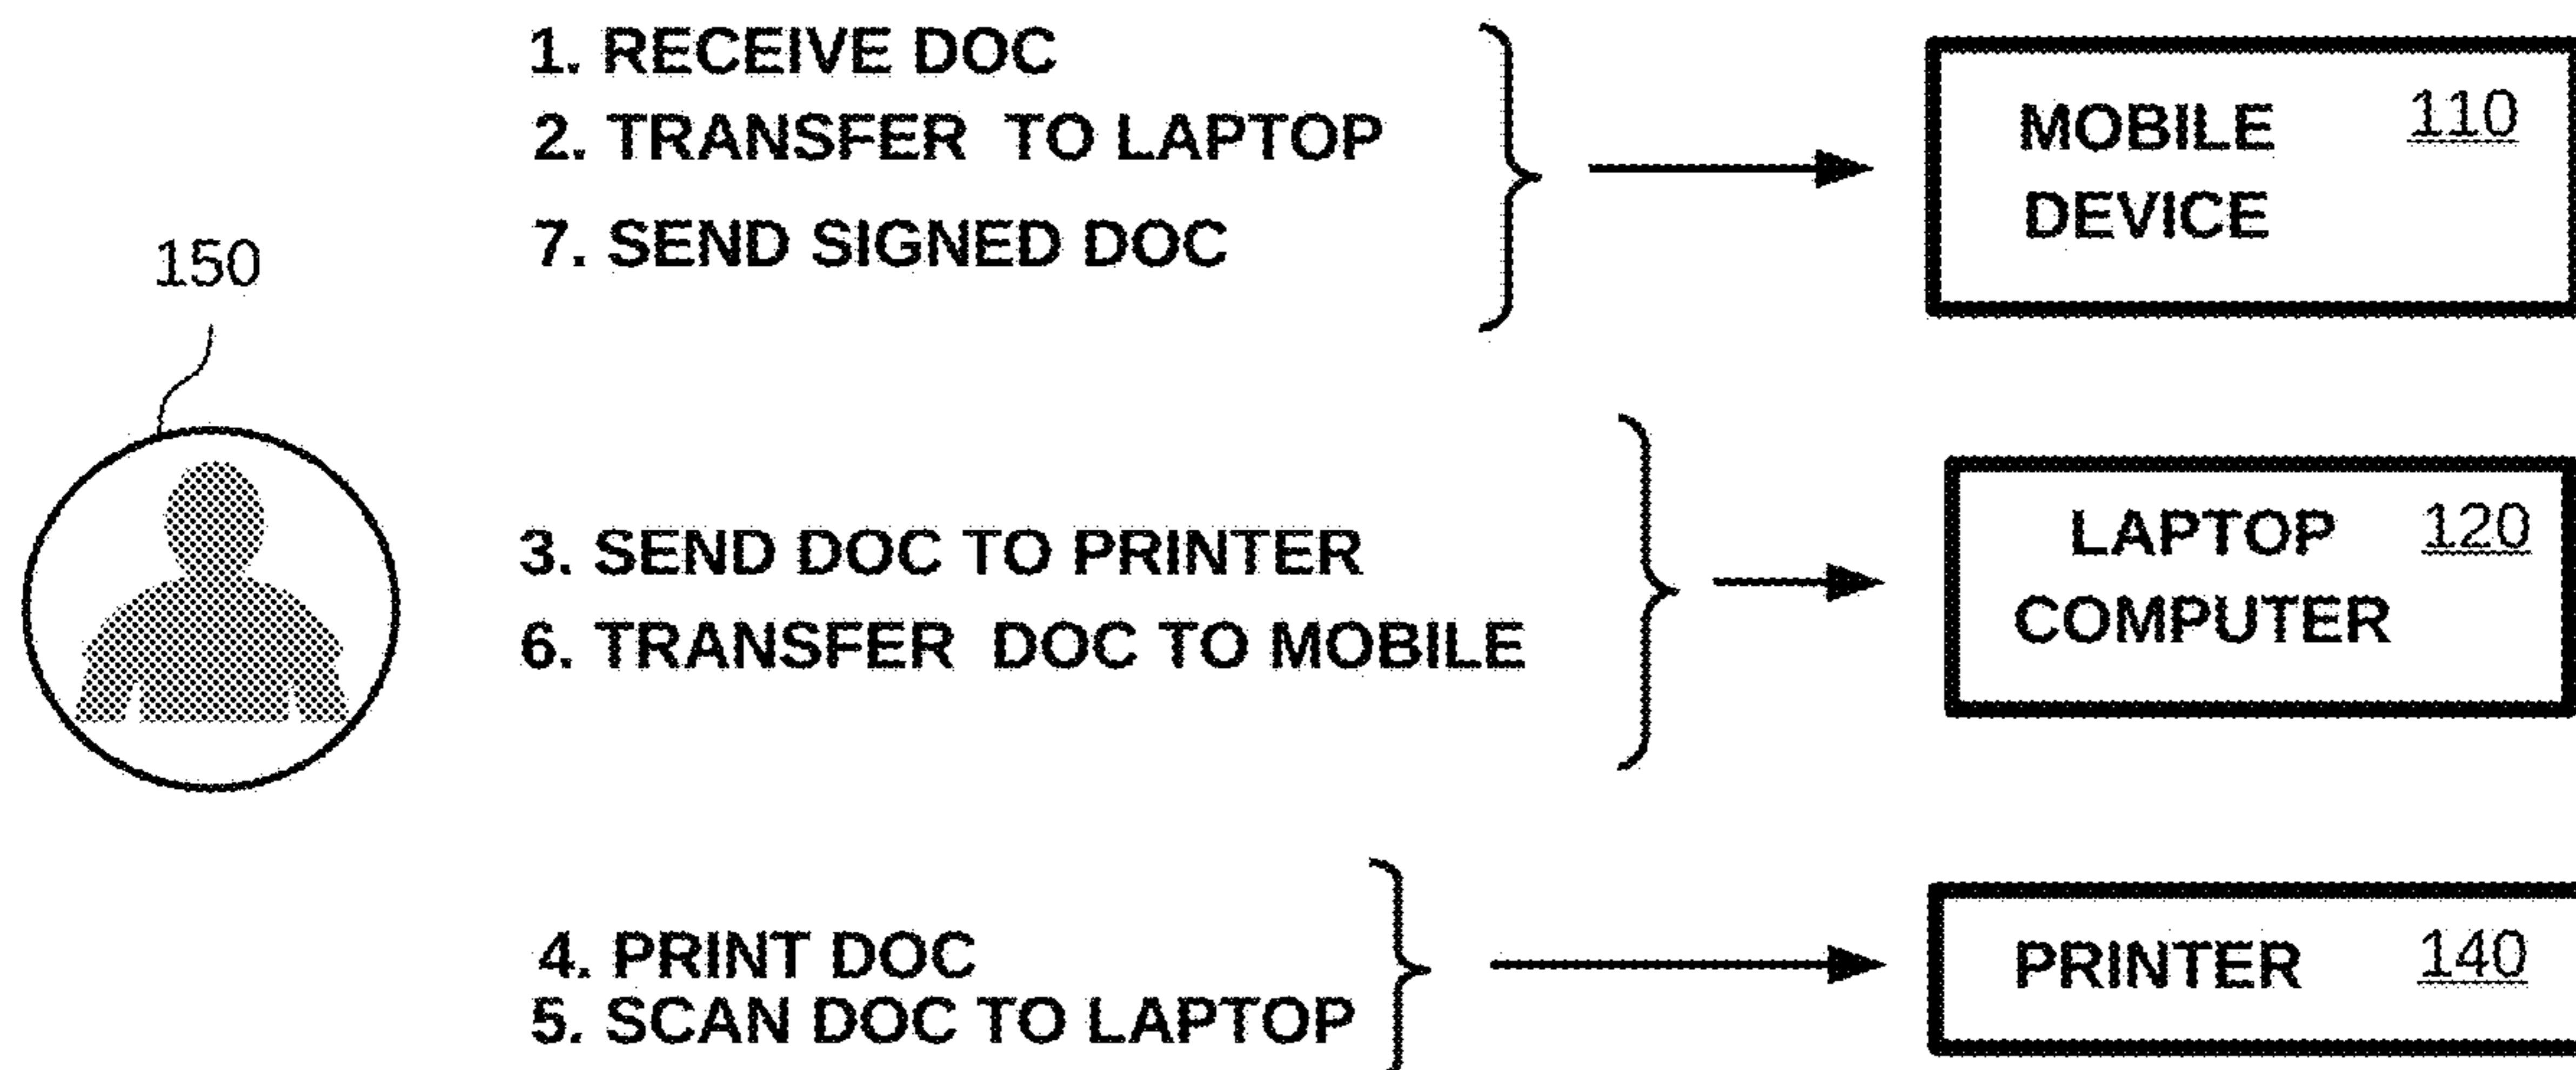 1. RECEIVE DOC
2. TRANSFER TO LAPTOP
7. SEND SIGNED DOC
MOBILE 110
DEVICE
150
3. SEND DOC TO PRINTER
6. TRANSFER DOC TO MOBILE
LAPTOP 120
COMPUTER
4. PRINT DOC
5. SCAN DOC TO LAPTOP
PRINTER 140